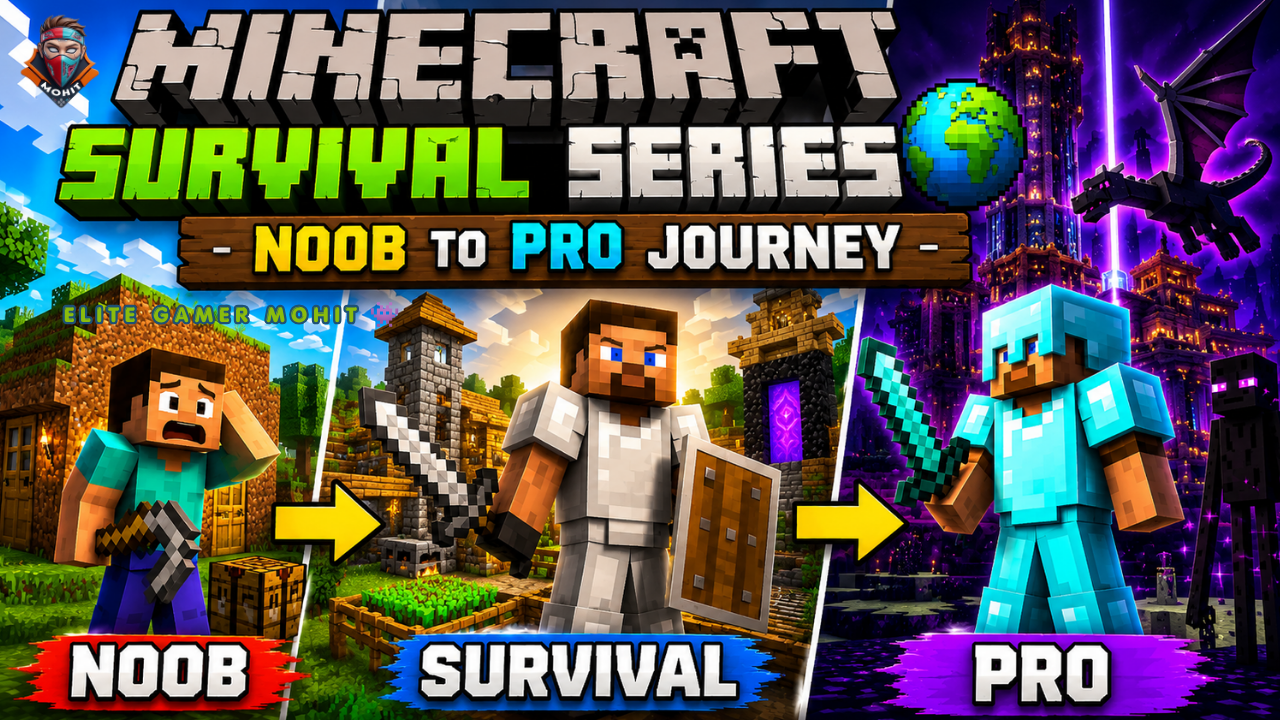 MINECRAFT
MOHIT
SURVIVAL SERIES
- NOOB TO PRO JOURNEY -
ELITE GAMER MOHIT
NOOB
SURVIVAL
PRO